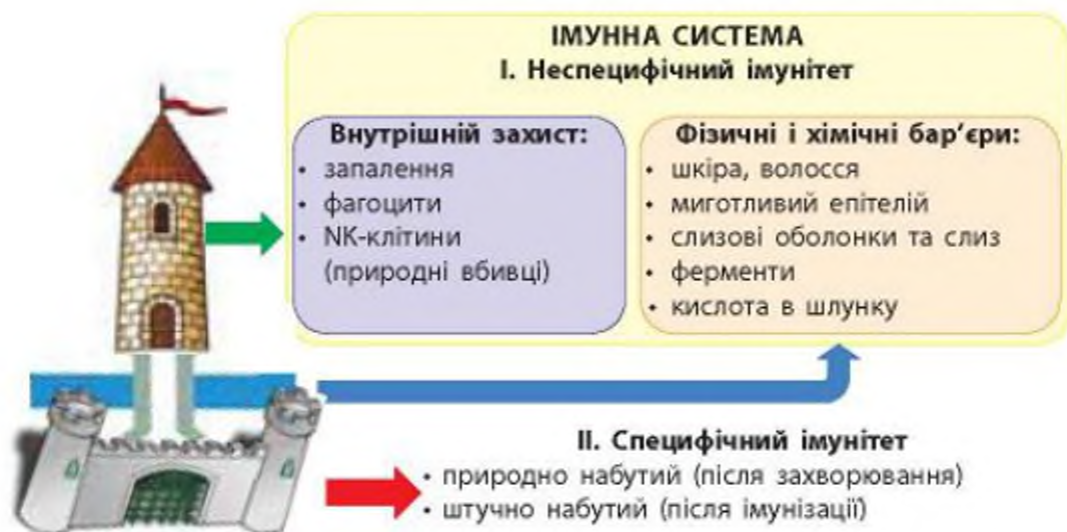 ІМУННА СИСТЕМА
І. Неспецифічний імунітет
Внутрішній захист:
• запалення
• фагоцити
• NK-клітини
(природні вбивці)
Фізичні і хімічні бар’єри:
• шкіра, волосся
• миготливий епітелій
• слизові оболонки та слиз
• ферменти
• кислота в шлунку
ІІ. Специфічний імунітет
• природно набутий (після захворювання)
• штучно набутий (після імунізації)